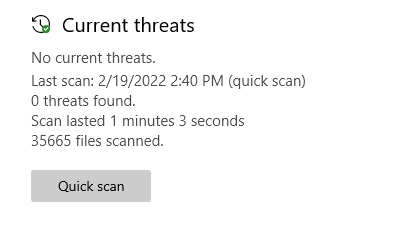 Current threats
No current threats.
Last scan: 2/19/2022 2:40 PM (quick scan)
0 threats found.
Scan lasted 1 minutes 3 seconds
35665 files scanned.
Quick scan